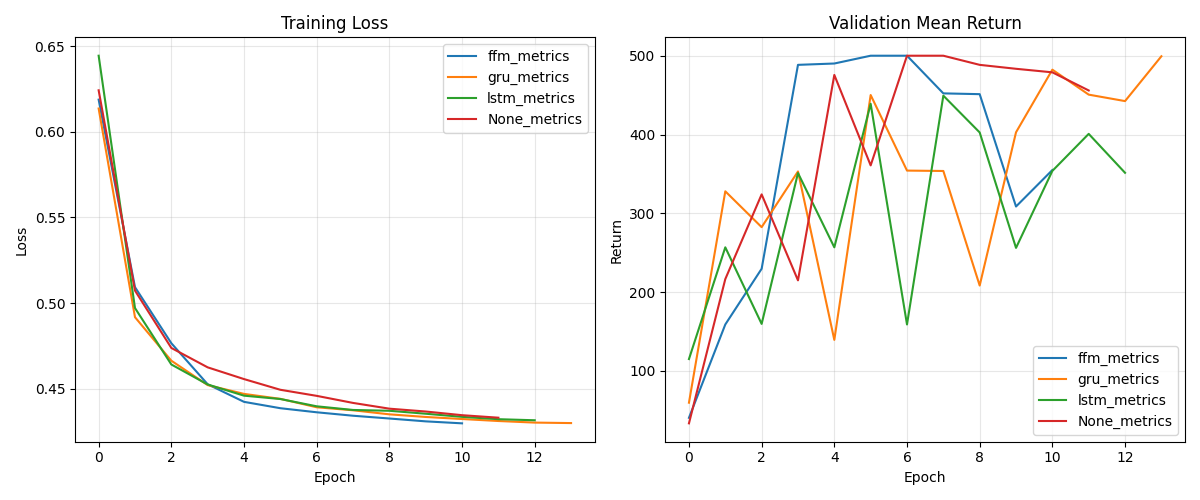 Training Loss
Loss
0.65
0.60
0.55
0.50
0.45
0 2 4 6 8 10 12
Epoch
ffm_metrics
gru_metrics
lstm_metrics
None_metrics
Validation Mean Return
Return
500
400
300
200
100
0 2 4 6 8 10 12
Epoch
ffm_metrics
gru_metrics
lstm_metrics
None_metrics